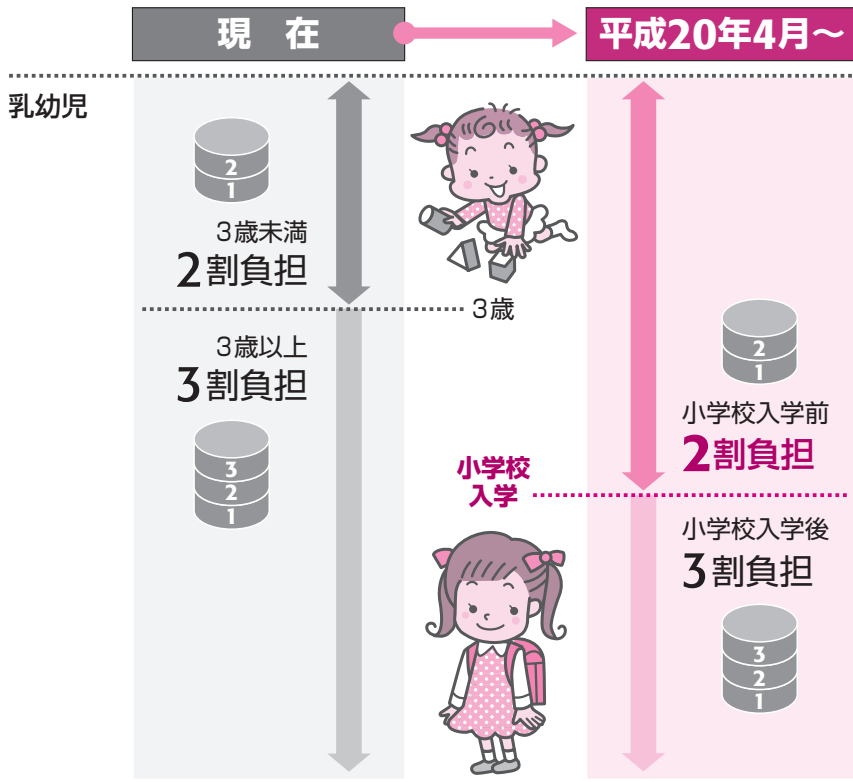 現 在
平成20年4月〜
乳幼児
2
1
3歳未満
2割負担
3歳
3歳以上
3割負担
3
2
1
2
1
小学校入学前
2割負担
小学校
入学
小学校入学後
3割負担
3
2
1